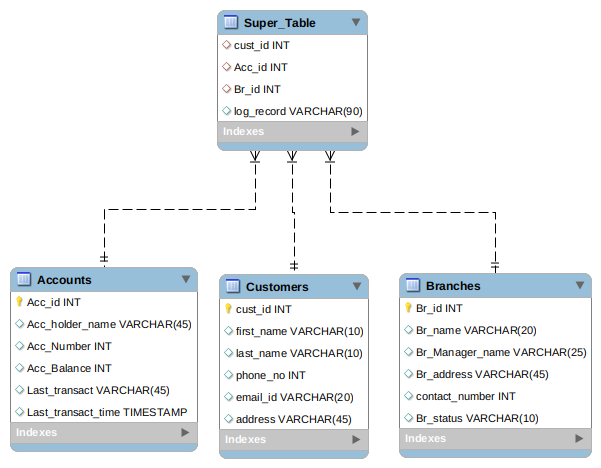 Super_Table
cust_id INT
Acc_id INT
Br_id INT
log_record VARCHAR(90)
Indexes
Accounts
Acc_id INT
Acc_holder_name VARCHAR(45)
Acc_Number INT
Acc_Balance INT
Last_transact VARCHAR(45)
Last_transact_time TIMESTAMP
Indexes
Customers
cust_id INT
first_name VARCHAR(10)
last_name VARCHAR(10)
phone_no INT
email_id VARCHAR(20)
address VARCHAR(45)
Indexes
Branches
Br_id INT
Br_name VARCHAR(20)
Br_Manager_name VARCHAR(25)
Br_address VARCHAR(45)
contact_number INT
Br_status VARCHAR(10)
Indexes